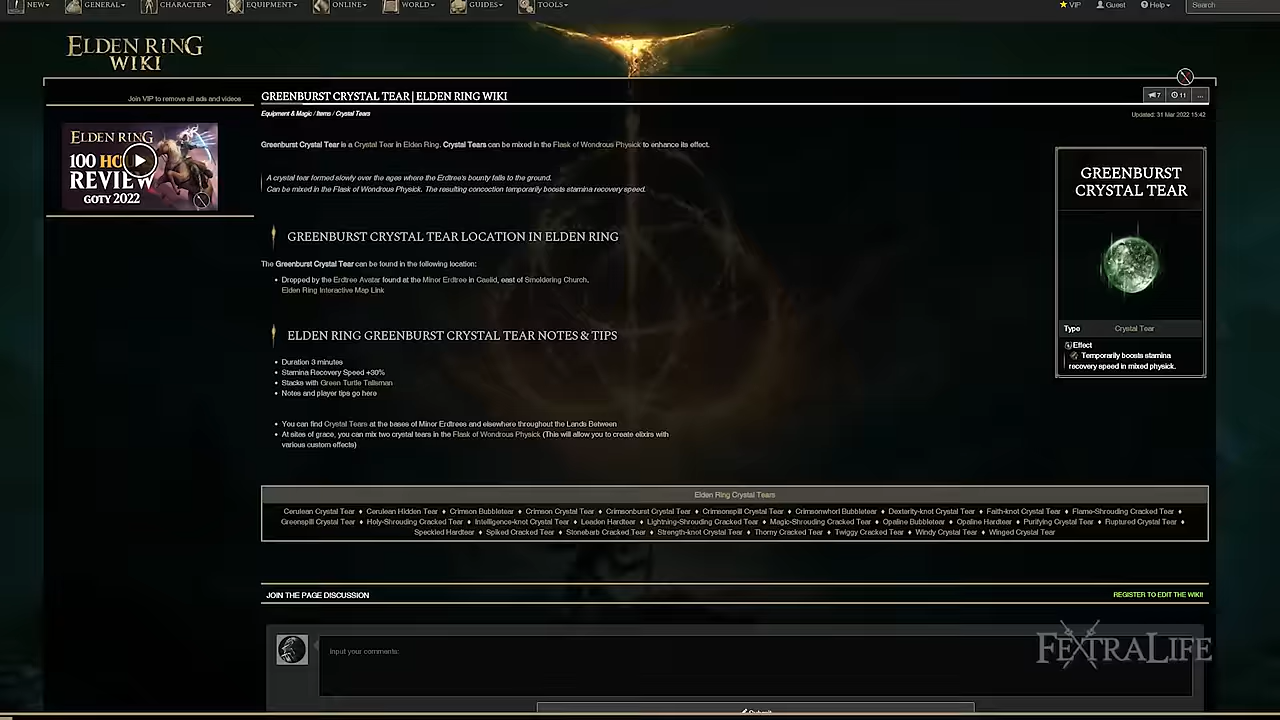 NEW
GENERAL
CHARACTER
EQUIPMENT
ONLINE
WORLD
GUIDES
TOOLS
VIP
Guest
Help
Search
ELDEN RING
WIKI
Join VIP to remove all ads and videos
ELDEN RING
100 HOUR
REVIEW
GOTY 2022
GREENBURST CRYSTAL TEAR | ELDEN RING WIKI
7
11
...
Equipment & Magic / Items / Crystal Tears
Updated: 31 Mar 2022 15:42
Greenburst Crystal Tear is a Crystal Tear in Elden Ring. Crystal Tears can be mixed in the Flask of Wondrous Physick to enhance its effect.
A crystal tear formed slowly over the ages where the Erdtree's bounty falls to the ground.
Can be mixed in the Flask of Wondrous Physick. The resulting concoction temporarily boosts stamina recovery speed.
GREENBURST CRYSTAL TEAR LOCATION IN ELDEN RING
The Greenburst Crystal Tear can be found in the following location:
• Dropped by the Erdtree Avatar found at the Minor Erdtree in Caelid, east of Smoldering Church.
Elden Ring Interactive Map Link
ELDEN RING GREENBURST CRYSTAL TEAR NOTES & TIPS
• Duration 3 minutes
• Stamina Recovery Speed +30%
• Stacks with Green Turtle Talisman
• Notes and player tips go here
• You can find Crystal Tears at the bases of Minor Erdtrees and elsewhere throughout the Lands Between
• At sites of grace, you can mix two crystal tears in the Flask of Wondrous Physick (This will allow you to create elixirs with
various custom effects)
GREENBURST
CRYSTAL TEAR
Type Crystal Tear
Effect
Temporarily boosts stamina
recovery speed in mixed physick.
Elden Ring Crystal Tears
Cerulean Crystal Tear ♦ Cerulean Hidden Tear ♦ Crimson Bubbletear ♦ Crimson Crystal Tear ♦ Crimsonburst Crystal Tear ♦ Crimsonspill Crystal Tear ♦ Crimsonwhorl Bubbletear ♦ Dexterity-knot Crystal Tear ♦ Faith-knot Crystal Tear ♦ Flame-Shrouding Cracked Tear ♦
Greenspill Crystal Tear ♦ Holy-Shrouding Cracked Tear ♦ Intelligence-knot Crystal Tear ♦ Leaden Hardtear ♦ Lightning-Shrouding Cracked Tear ♦ Magic-Shrouding Cracked Tear ♦ Opaline Bubbletear ♦ Opaline Hardtear ♦ Purifying Crystal Tear ♦ Ruptured Crystal Tear ♦
Speckled Hardtear ♦ Spiked Cracked Tear ♦ Stonebarb Cracked Tear ♦ Strength-knot Crystal Tear ♦ Thorny Cracked Tear ♦ Twiggy Cracked Tear ♦ Windy Crystal Tear ♦ Winged Crystal Tear
JOIN THE PAGE DISCUSSION
REGISTER TO EDIT THE WIKI!
Input your comments:
FEXTRALIFE
Submit